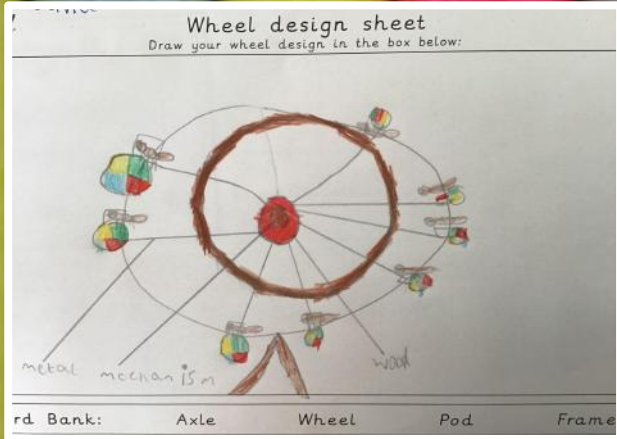 Wheel design sheet
Draw your wheel design in the box below:
metal
mechanism
wood
rd Bank: Axle Wheel Pod Frame